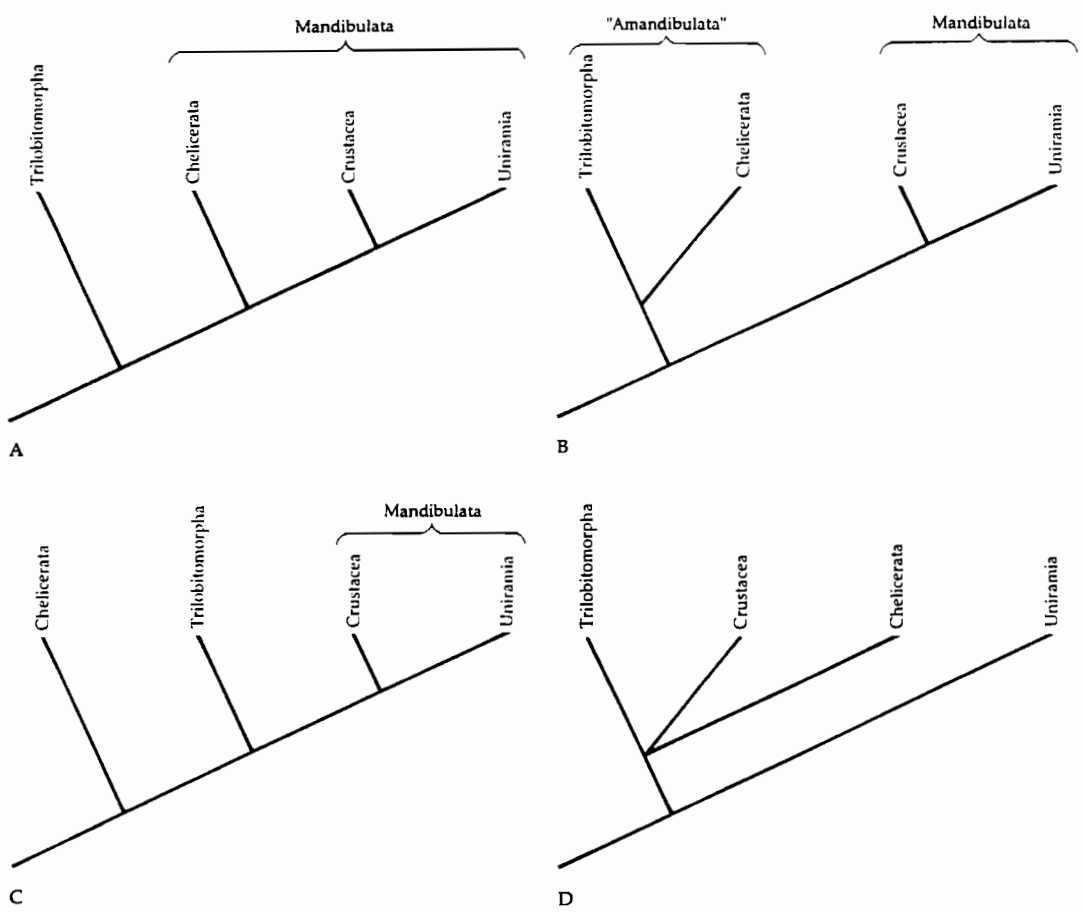 Mandibulata
Trilobitomorpha
Chelicerata
Crustacea
Uniramia
A
"Amandibulata"
Mandibulata
Trilobitomorpha
Chelicerata
Crustacea
Uniramia
B
Mandibulata
Chelicerata
Trilobitomorpha
Crustacea
Uniramia
C
Trilobitomorpha
Crustacea
Chelicerata
Uniramia
D